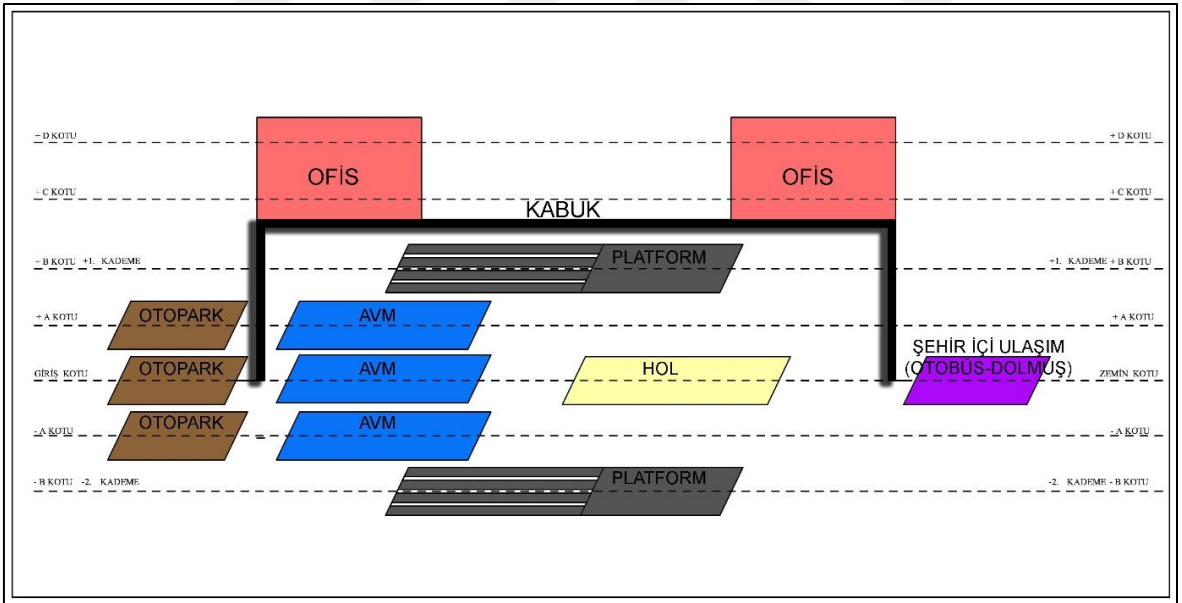 + D KOTU
+ D KOTU
OFİS
OFİS
+ C KOTU
+ C KOTU
KABUK
+ B KOTU +1. KADEME
PLATFORM
+1. KADEME + B KOTU
+ A KOTU
OTOPARK
AVM
+ A KOTU
GİRİŞ KOTU
OTOPARK
AVM
HOL
ŞEHİR İÇİ ULAŞIM
(OTOBÜS-DOLMUŞ)
ZEMİN KOTU
- A KOTU
OTOPARK
AVM
- A KOTU
- B KOTU -2. KADEME
PLATFORM
-2. KADEME - B KOTU